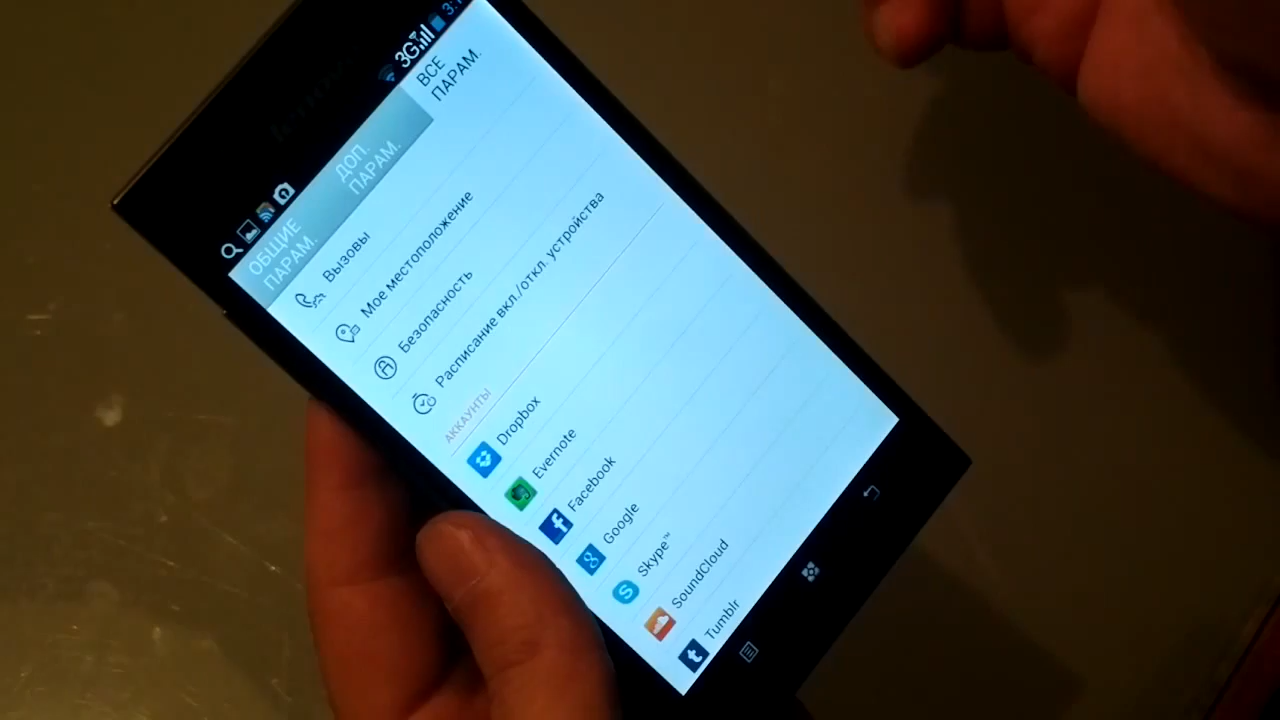 3G
ОБЩИЕ
ПАРАМ.
ДОП.
ПАРАМ.
ВСЕ
ПАРАМ.
Вызовы
Мое местоположение
Безопасность
Расписание вкл./откл. устройства
АККАУНТЫ
Dropbox
Evernote
Facebook
Google
Skype™
SoundCloud
Tumblr